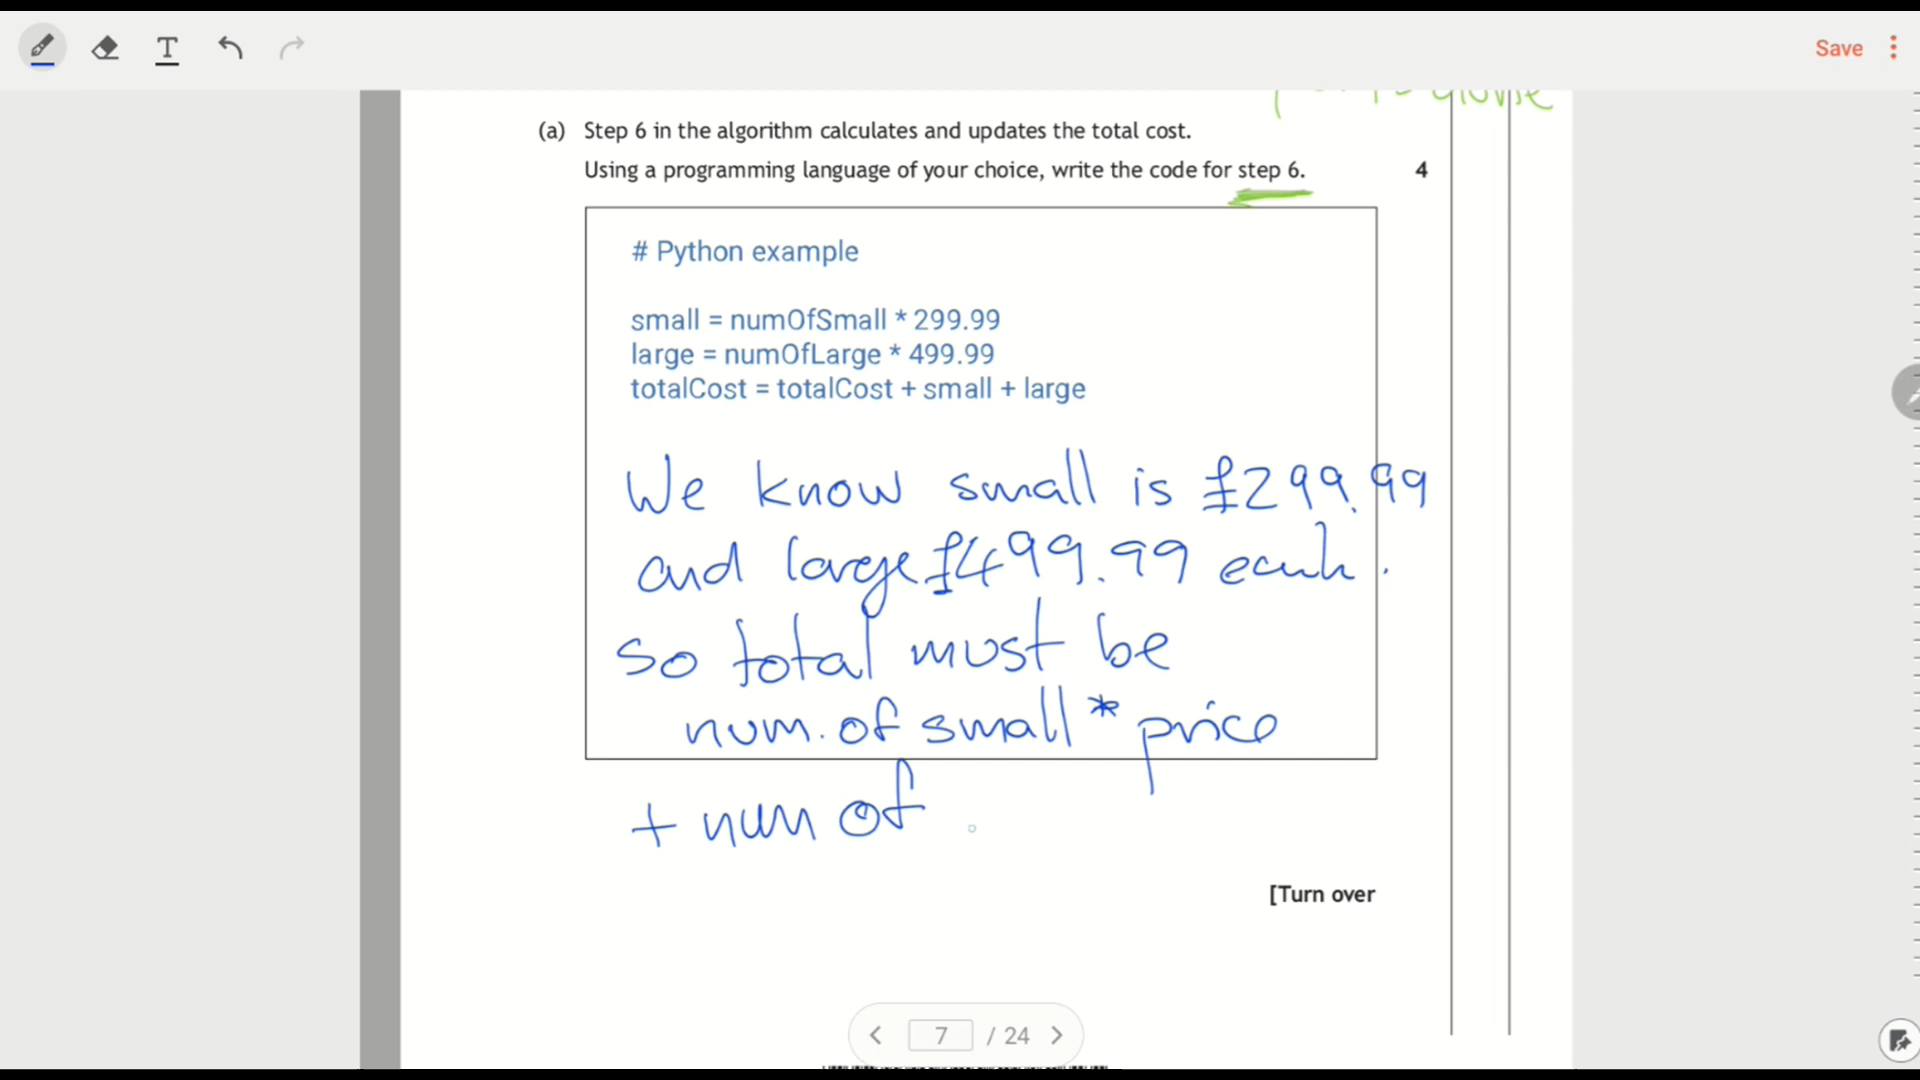 Save
(a) Step 6 in the algorithm calculates and updates the total cost.
Using a programming language of your choice, write the code for step 6. 4
# Python example
small = numOfSmall * 299.99
large = numOfLarge * 499.99
totalCost = totalCost + small + large
We know small is £299.99
and large £499.99 each.
so total must be
num. of small * price
+ num of
[Turn over
7 / 24